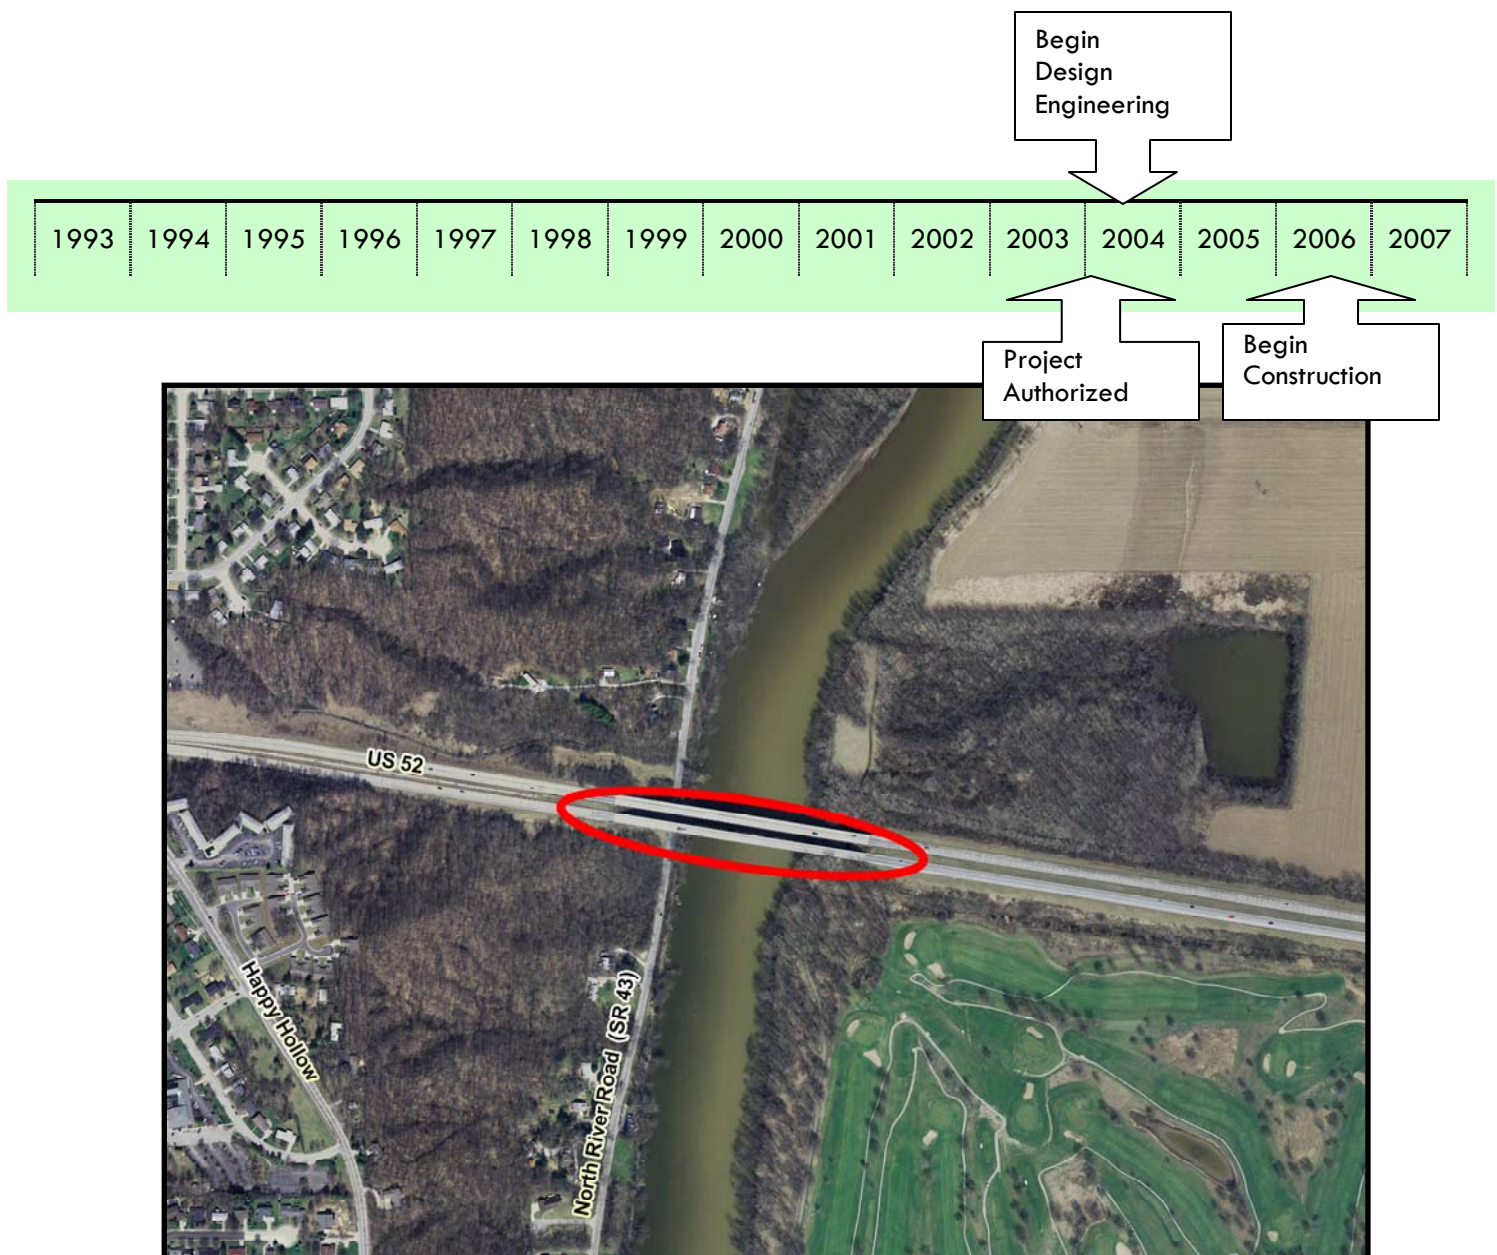 Begin
Design
Engineering
1993 1994 1995 1996 1997 1998 1999 2000 2001 2002 2003 2004 2005 2006 2007
Project
Authorized
Begin
Construction
US 52
Happy Hollow
North River Road (SR 43)